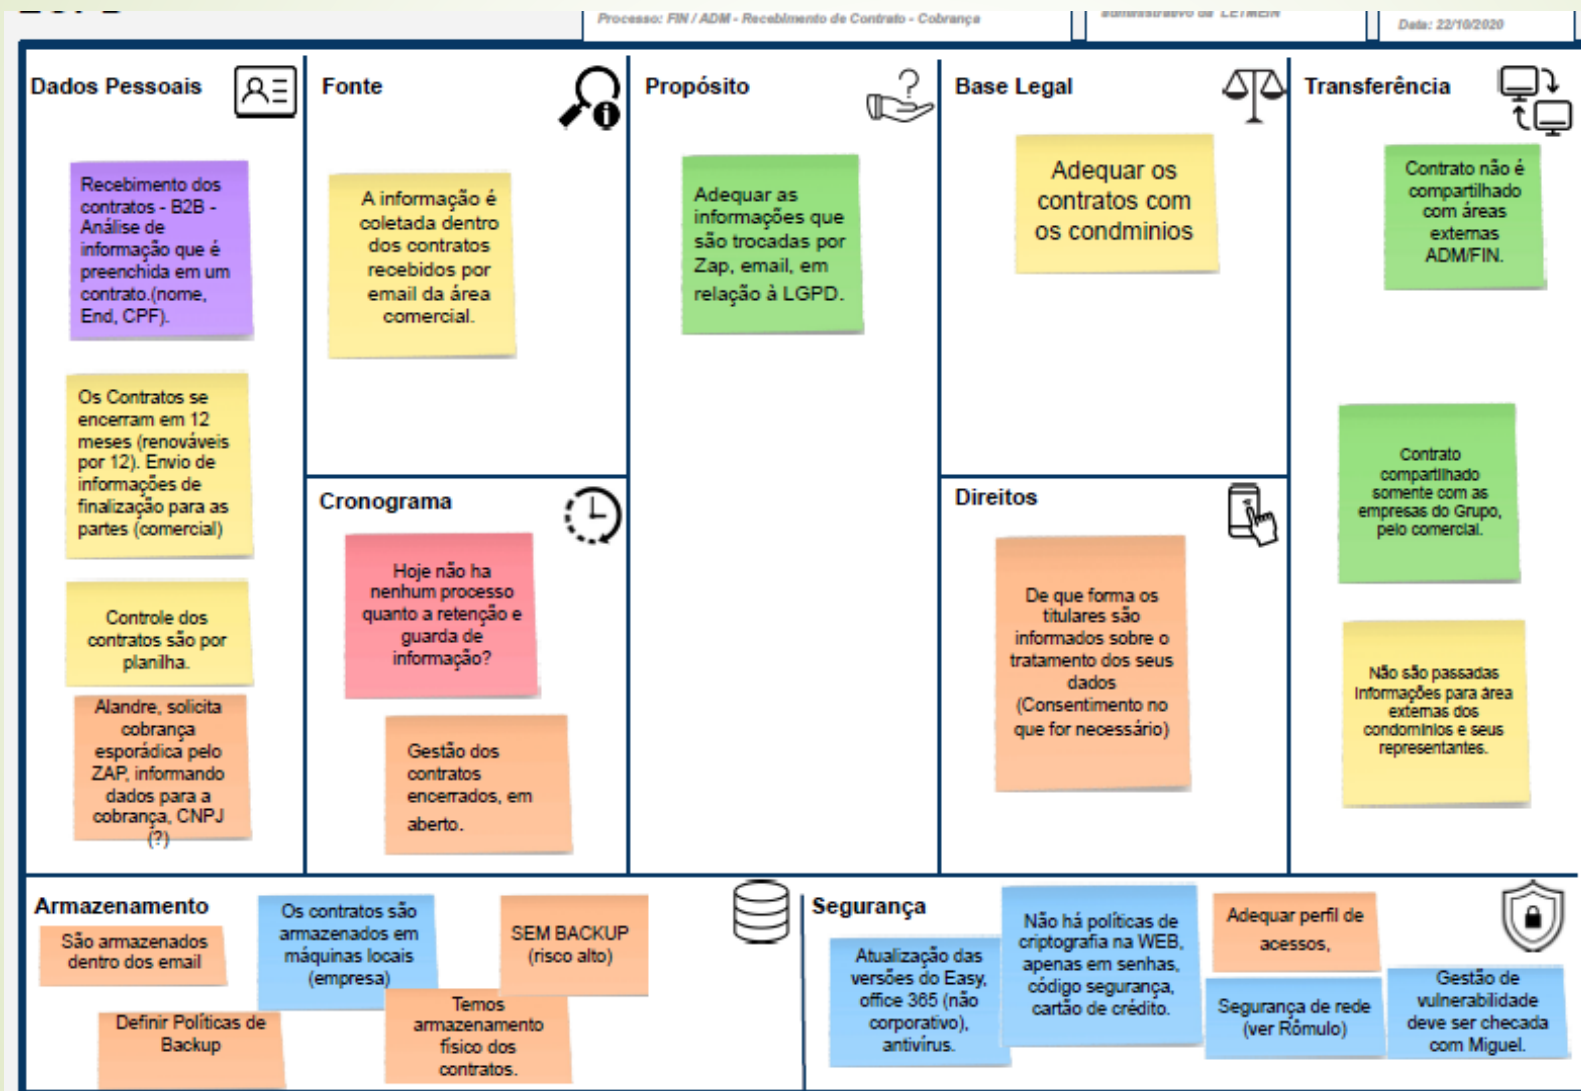 Processo: FIN / ADM - Recebimento de Contrato - Cobrança
administrativo da LETMEIN
Data: 22/10/2020
Dados Pessoais
Recebimento dos
contratos - B2B -
Análise de
informação que é
preenchida em um
contrato.(nome,
End, CPF).
Os Contratos se
encerram em 12
meses (renováveis
por 12). Envio de
informações de
finalização para as
partes (comercial)
Controle dos
contratos são por
planilha.
Alandre, solicita
cobrança
esporádica pelo
ZAP, informando
dados para a
cobrança, CNPJ
(?)
Fonte
A informação é
coletada dentro
dos contratos
recebidos por
email da área
comercial.
Cronograma
Hoje não ha
nenhum processo
quanto a retenção e
guarda de
informação?
Gestão dos
contratos
encerrados, em
aberto.
Propósito
Adequar as
informações que
são trocadas por
Zap, email, em
relação à LGPD.
Base Legal
Adequar os
contratos com
os condminios
Direitos
De que forma os
titulares são
informados sobre o
tratamento dos seus
dados
(Consentimento no
que for necessário)
Transferência
Contrato não é
compartilhado
com áreas
externas
ADM/FIN.
Contrato
compartilhado
somente com as
empresas do Grupo,
pelo comercial.
Não são passadas
Informações para área
externas dos
condomínios e seus
representantes.
Armazenamento
São armazenados
dentro dos email
Definir Políticas de
Backup
Os contratos são
armazenados em
máquinas locais
(empresa)
Temos
armazenamento
físico dos
contratos.
SEM BACKUP
(risco alto)
Segurança
Atualização das
versões do Easy,
office 365 (não
corporativo),
antivírus.
Não há políticas de
criptografia na WEB,
apenas em senhas,
código segurança,
cartão de crédito.
Adequar perfil de
acessos,
Segurança de rede
(ver Rômulo)
Gestão de
vulnerabilidade
deve ser checada
com Miguel.